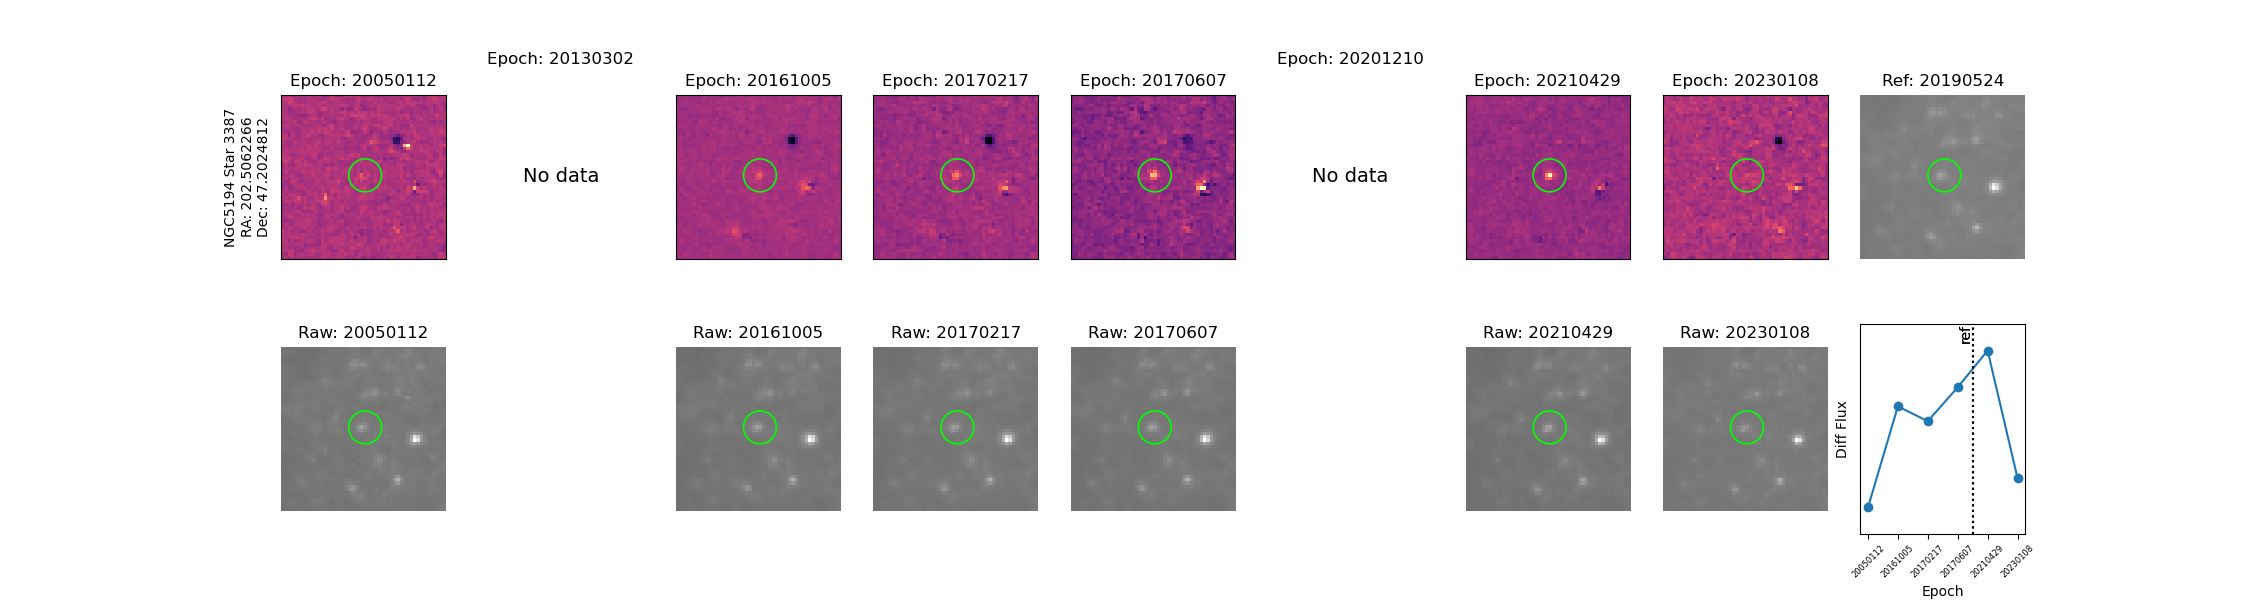 Epoch: 20130302
Epoch: 20201210
Epoch: 20050112
Epoch: 20161005
Epoch: 20170217
Epoch: 20170607
Epoch: 20210429
Epoch: 20230108
Ref: 20190524
NGC5194 Star 3387
RA: 202.5062266
Dec: 47.2024812
No data
No data
Raw: 20050112
Raw: 20161005
Raw: 20170217
Raw: 20170607
Raw: 20210429
Raw: 20230108
ref
Diff Flux
20050112
20161005
20170217
20170607
20210429
20230108
Epoch